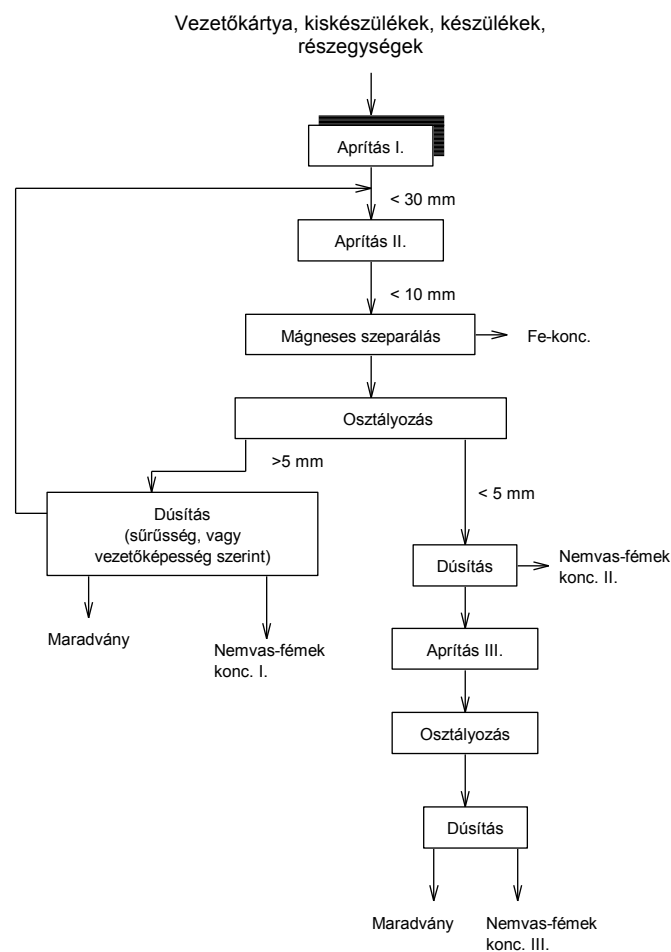 Vezetőkártya, kiskészülékek, készülékek,
részegységek
Aprítás I.
< 30 mm
Aprítás II.
< 10 mm
Mágneses szeparálás
Fe-konc.
Osztályozás
>5 mm
< 5 mm
Dúsítás
(sűrűsség, vagy
vezetőképesség szerint)
Dúsítás
Nemvas-fémek
konc. II.
Maradvány
Nemvas-fémek
konc. I.
Aprítás III.
Osztályozás
Dúsítás
Maradvány
Nemvas-fémek
konc. III.